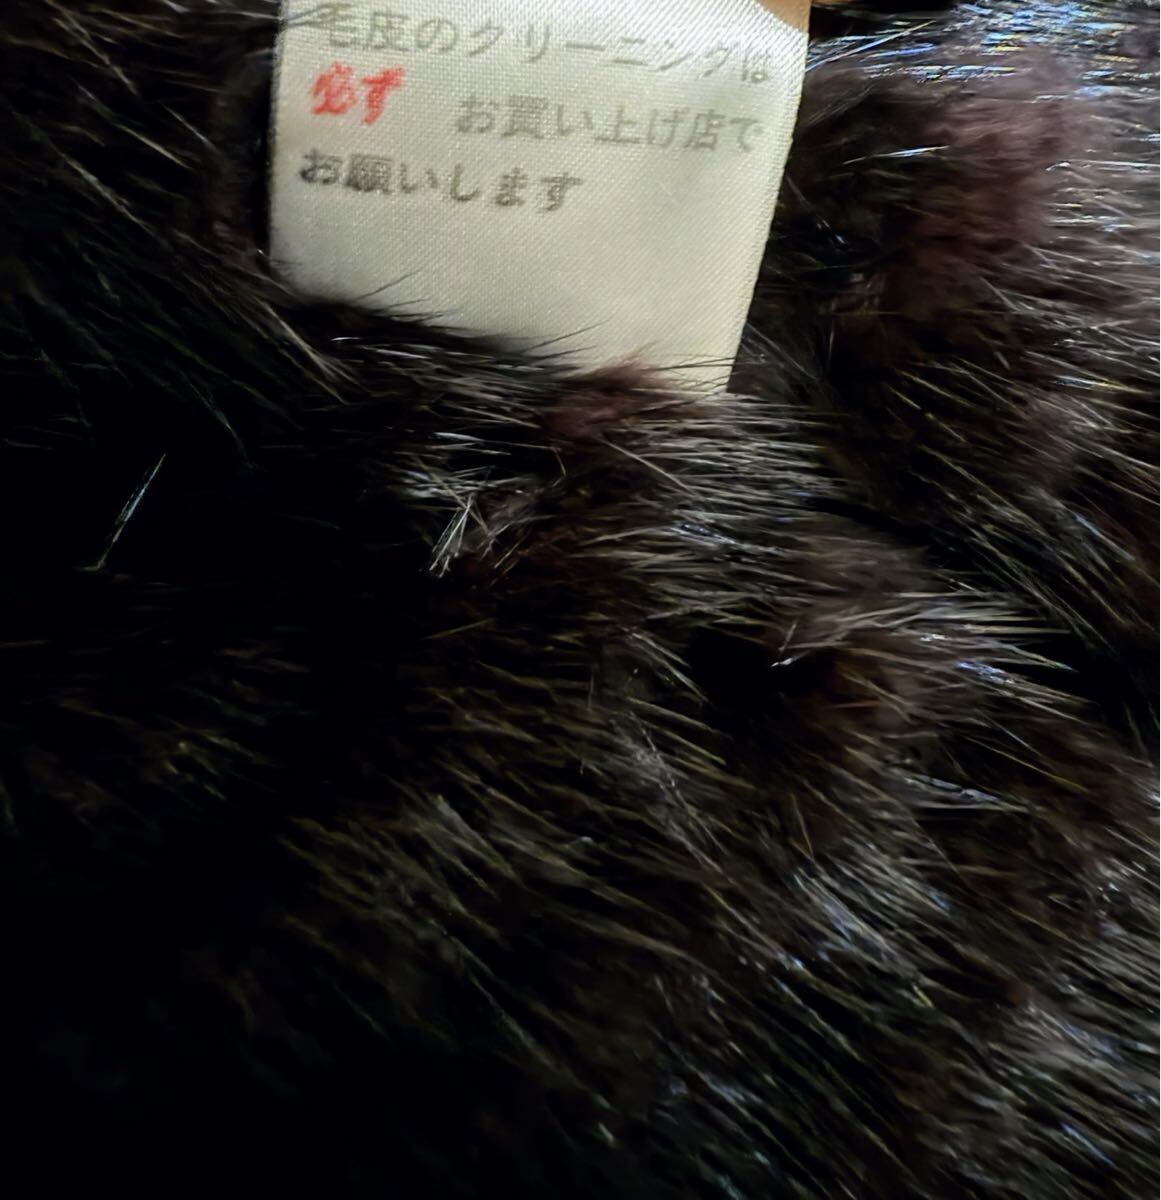 毛皮のクリーニングは
必ず お買い上げ店で
お願いします